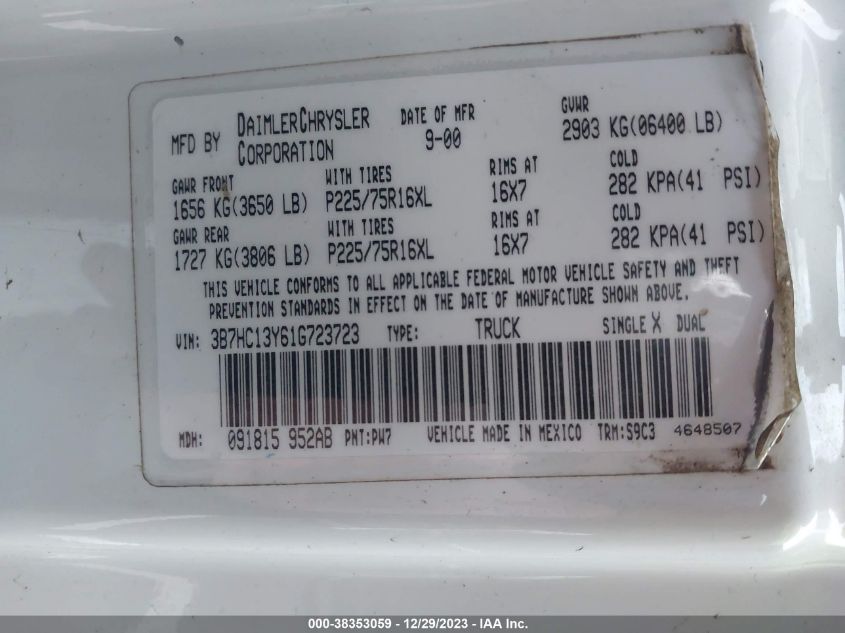 MFD BY DAIMLERCHRYSLER CORPORATION DATE OF MFR 9-00 GVWR 2903 KG(06400 LB)
GAWR FRONT WITH TIRES RIMS AT COLD
1656 KG(3650 LB) P225/75R16XL 16X7 282 KPA(41 PSI)
GAWR REAR WITH TIRES RIMS AT COLD
1727 KG(3806 LB) P225/75R16XL 16X7 282 KPA(41 PSI)
THIS VEHICLE CONFORMS TO ALL APPLICABLE FEDERAL MOTOR VEHICLE SAFETY AND THEFT
PREVENTION STANDARDS IN EFFECT ON THE DATE OF MANUFACTURE SHOWN ABOVE.
VIN: 3B7HC13Y61G723723 TYPE: TRUCK SINGLE X DUAL
MDH: 091815 952AB PNT:PW7 VEHICLE MADE IN MEXICO TRM:S9C3 4648507
000-38353059 - 12/29/2023 - IAA Inc.